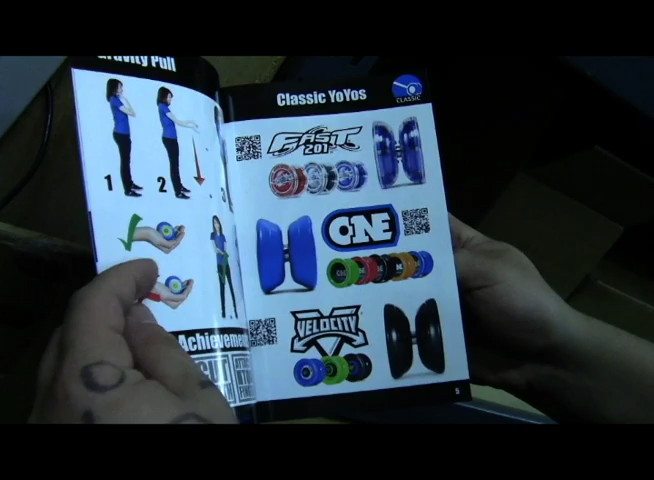 Gravity Pull
1
2
3
Achievement
Classic YoYos
CLASSIC
FAST
201
ONE
VELOCITY